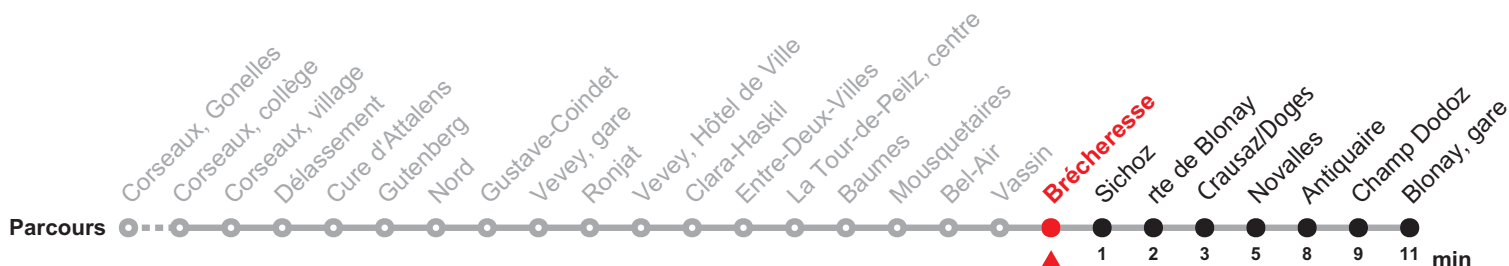 Corseaux, Gonelles
Corseaux, collège
Corseaux, village
Délassement
Cure d'Attalens
Gutenberg
Nord
Gustave-Coindet
Vevey, gare
Ronjat
Vevey, Hôtel de Ville
Clara-Haskil
Entre-Deux-Villes
La Tour-de-Peilz, centre
Baumes
Mousquetaires
Bel-Air
Vassin
Brécheresse
Sichoz
rte de Blonay
Crausaz/Doges
Novalles
Antiquaire
Champ Dodoz
Blonay, gare
Parcours
1 2 3 5 8 9 11 min